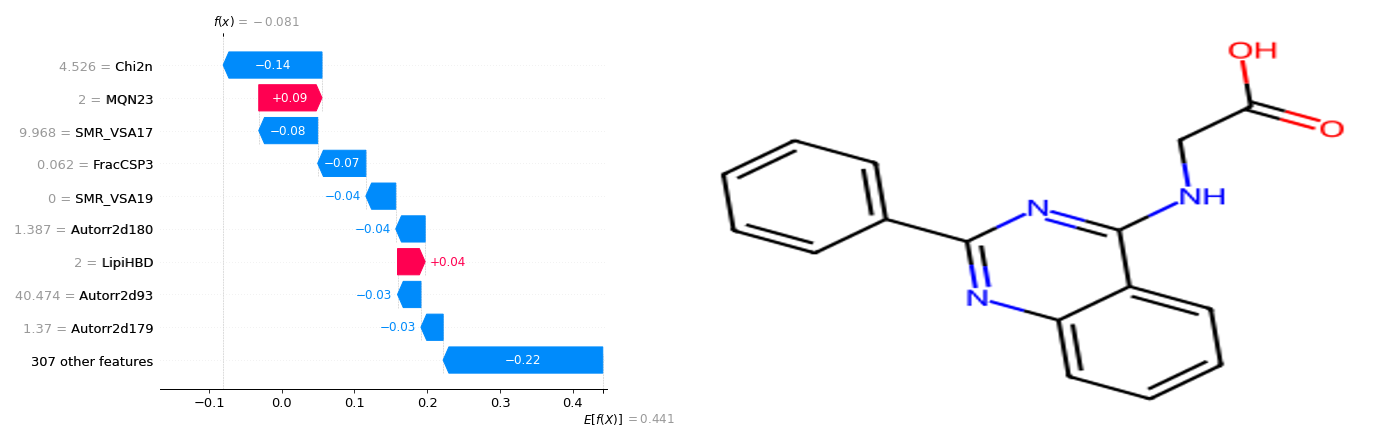 f(x) = −0.081
4.526 = Chi2n
−0.14
2 = MQN23
+0.09
9.968 = SMR_VSA17
−0.08
0.062 = FracCSP3
−0.07
0 = SMR_VSA19
−0.04
1.387 = Autorr2d180
−0.04
2 = LipiHBD
+0.04
40.474 = Autorr2d93
−0.03
1.37 = Autorr2d179
−0.03
307 other features
−0.22
−0.1 0.0 0.1 0.2 0.3 0.4
E[f(X)] = 0.441
OH
O
NH
N
N